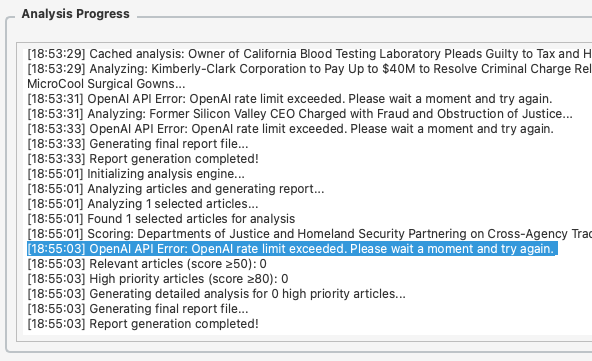 Analysis Progress
[18:53:29] Cached analysis: Owner of California Blood Testing Laboratory Pleads Guilty to Tax and H
[18:53:29] Analyzing: Kimberly-Clark Corporation to Pay Up to $40M to Resolve Criminal Charge Rel
MicroCool Surgical Gowns...
[18:53:31] OpenAI API Error: OpenAI rate limit exceeded. Please wait a moment and try again.
[18:53:31] Analyzing: Former Silicon Valley CEO Charged with Fraud and Obstruction of Justice...
[18:53:33] OpenAI API Error: OpenAI rate limit exceeded. Please wait a moment and try again.
[18:53:33] Generating final report file...
[18:53:33] Report generation completed!
[18:55:01] Initializing analysis engine...
[18:55:01] Analyzing articles and generating report...
[18:55:01] Analyzing 1 selected articles...
[18:55:01] Found 1 selected articles for analysis
[18:55:01] Scoring: Departments of Justice and Homeland Security Partnering on Cross-Agency Trad
[18:55:03] OpenAI API Error: OpenAI rate limit exceeded. Please wait a moment and try again.
[18:55:03] Relevant articles (score ≥50): 0
[18:55:03] High priority articles (score ≥80): 0
[18:55:03] Generating detailed analysis for 0 high priority articles...
[18:55:03] Generating final report file...
[18:55:03] Report generation completed!